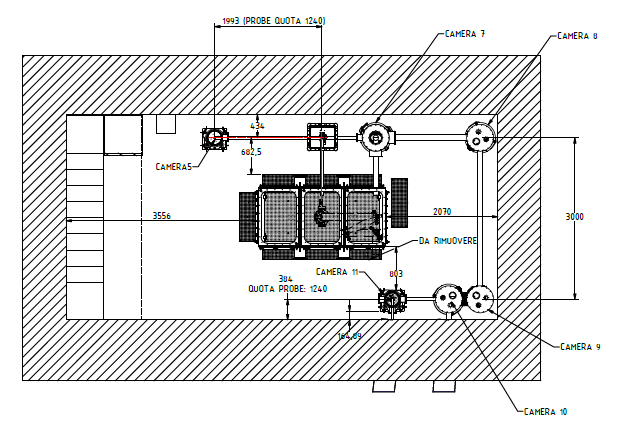 1993 (PROBE QUOTA 1240)
CAMERA 7
CAMERA 8
434
682,5
CAMERA5
3556
2070
3000
DA RIMUOVERE
CAMERA 11
803
384
QUOTA PROBE: 1240
164,89
CAMERA 9
CAMERA 10